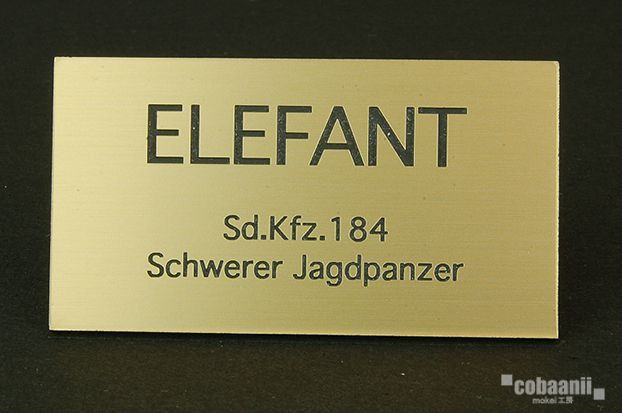 ELEFANT
Sd.Kfz.184
Schwerer Jagdpanzer
cobaanii
mokei 工房